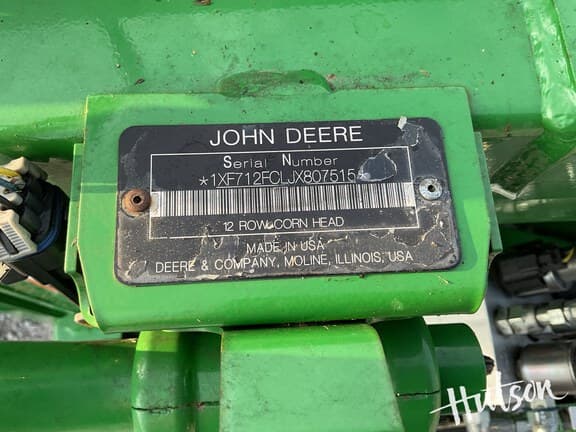 JOHN DEERE
Serial Number
*1XF712FCLJX807515*
12 ROW CORN HEAD
MADE IN USA
DEERE & COMPANY, MOLINE, ILLINOIS, USA
Hutson